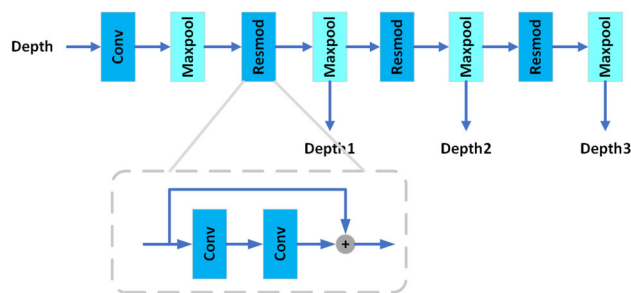 Depth
Conv
Maxpool
Resmod
Maxpool
Resmod
Maxpool
Resmod
Maxpool
Depth1
Depth2
Depth3
Conv
Conv
+